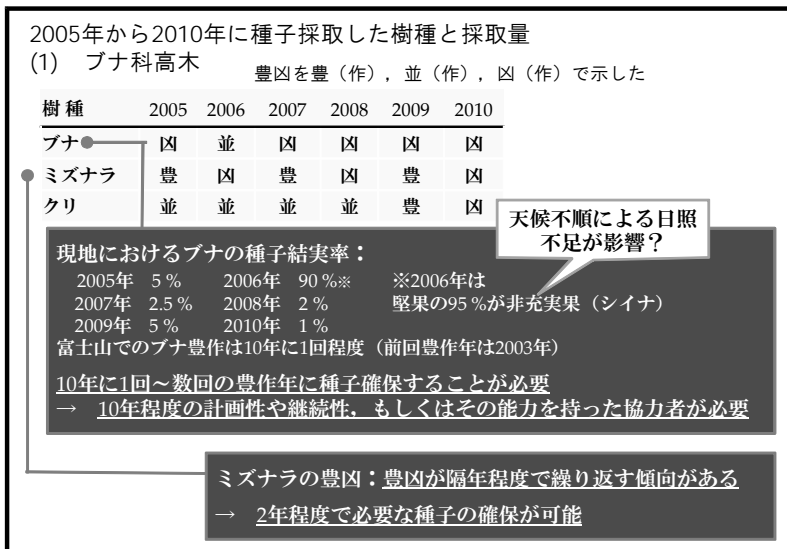 2005年から2010年に種子採取した樹種と採取量
(1) ブナ科高木 豊凶を豊（作），並（作），凶（作）で示した
樹種 2005 2006 2007 2008 2009 2010
ブナ 凶 並 凶 凶 凶 凶
ミズナラ 豊 凶 豊 凶 豊 凶
クリ 並 並 並 並 豊 凶
天候不順による日照
不足が影響？
現地におけるブナの種子結実率：
2005年 5 % 2006年 90 %※ ※2006年は
2007年 2.5 % 2008年 2 % 堅果の95 %が非充実果（シイナ）
2009年 5 % 2010年 1 %
富士山でのブナ豊作は10年に1回程度（前回豊作年は2003年）
10年に1回～数回の豊作年に種子確保することが必要
→ 10年程度の計画性や継続性，もしくはその能力を持った協力者が必要
ミズナラの豊凶：豊凶が隔年程度で繰り返す傾向がある
→ 2年程度で必要な種子の確保が可能